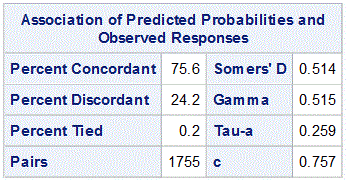 Association of Predicted Probabilities and
Observed Responses
Percent Concordant 75.6 Somers' D 0.514
Percent Discordant 24.2 Gamma 0.515
Percent Tied 0.2 Tau-a 0.259
Pairs 1755 c 0.757